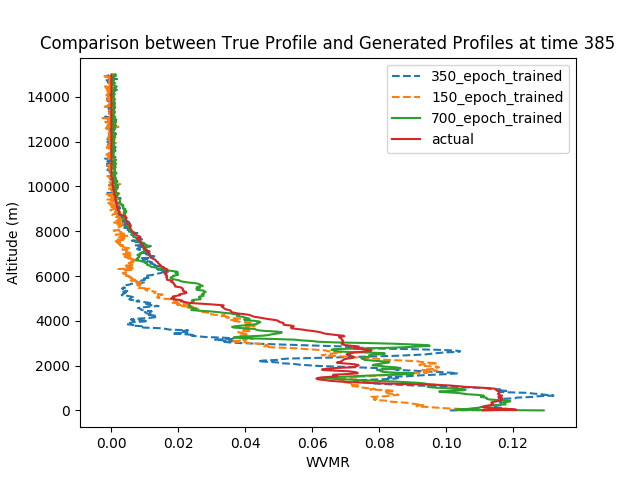 Comparison between True Profile and Generated Profiles at time 385
350_epoch_trained
150_epoch_trained
700_epoch_trained
actual
14000
12000
10000
8000
6000
4000
2000
0
Altitude (m)
0.00 0.02 0.04 0.06 0.08 0.10 0.12
WVMR